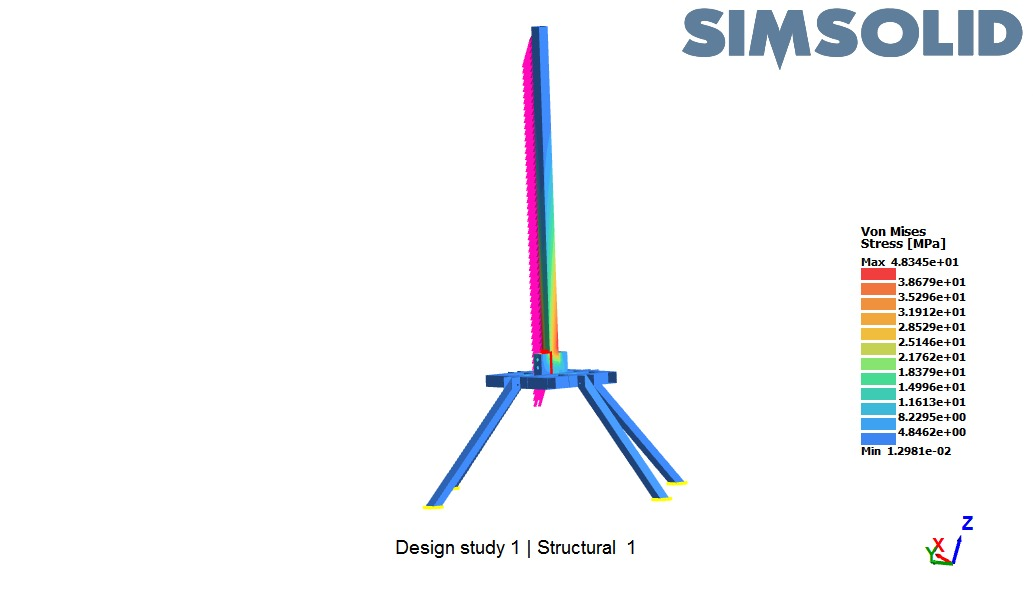 SIMSOLID
Von Mises
Stress [MPa]
Max 4.8345e+01
3.8679e+01
3.5296e+01
3.1912e+01
2.8529e+01
2.5146e+01
2.1762e+01
1.8379e+01
1.4996e+01
1.1613e+01
8.2295e+00
4.8462e+00
Min 1.2981e-02
Z
X
Y
Design study 1 | Structural 1